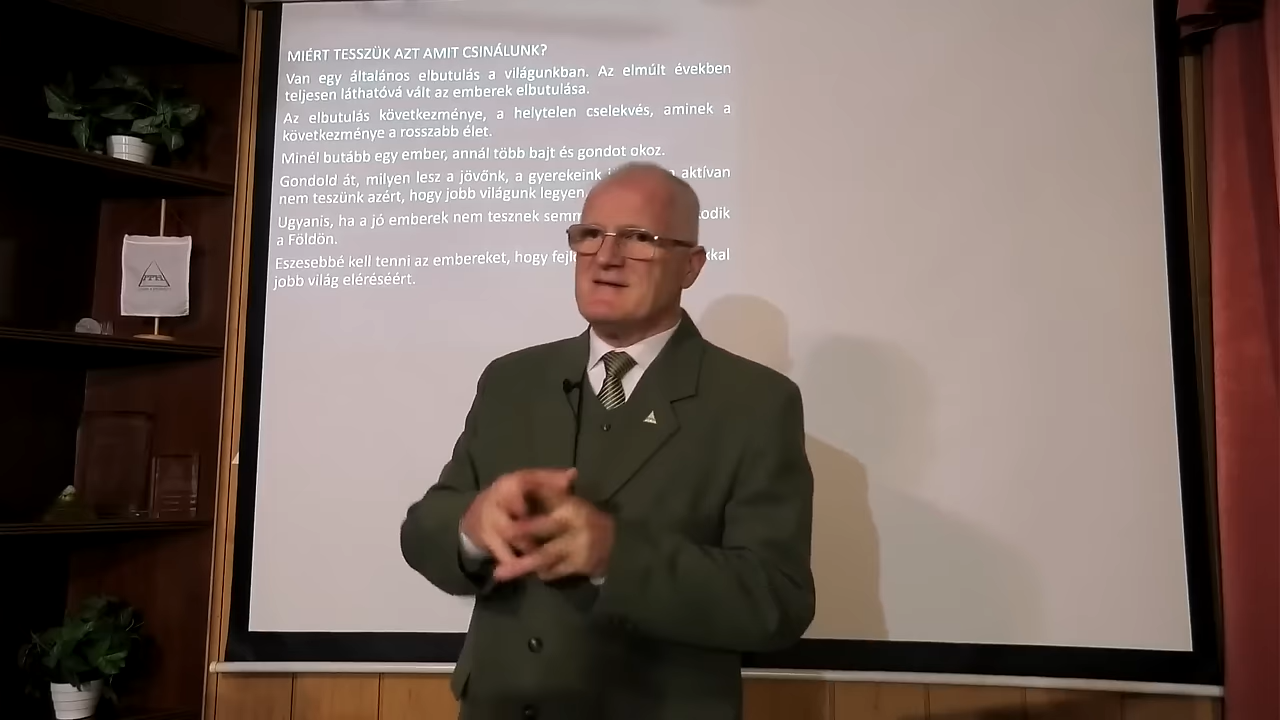 MIÉRT TESSZÜK AZT AMIT CSINÁLUNK?
Van egy általános elbutulás a világunkban. Az elmúlt években
teljesen láthatóvá vált az emberek elbutulása.
Az elbutulás következménye, a helytelen cselekvés, aminek a
következménye a rosszabb élet.
Minél butább egy ember, annál több bajt és gondot okoz.
Gondold át, milyen lesz a jövőnk, a gyerekeink aktívan
nem teszünk azért, hogy jobb világunk legyen.
Ugyanis, ha a jó emberek nem tesznek
a Földön.
Eszesebbé kell tenni az embereket, hogy
jobb világ eléréséért.